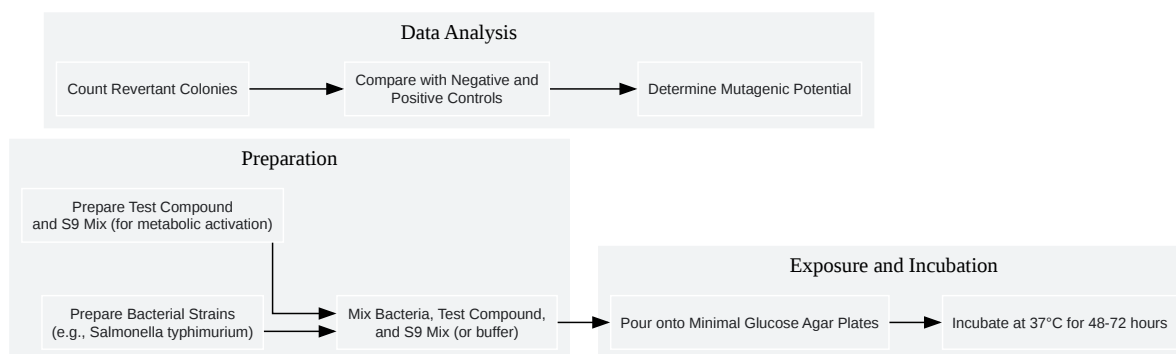 Data Analysis
Count Revertant Colonies
Compare with Negative and
Positive Controls
Determine Mutagenic Potential
Preparation
Prepare Test Compound
and S9 Mix (for metabolic activation)
Prepare Bacterial Strains
(e.g., Salmonella typhimurium)
Mix Bacteria, Test Compound,
and S9 Mix (or buffer)
Exposure and Incubation
Pour onto Minimal Glucose Agar Plates
Incubate at 37°C for 48-72 hours